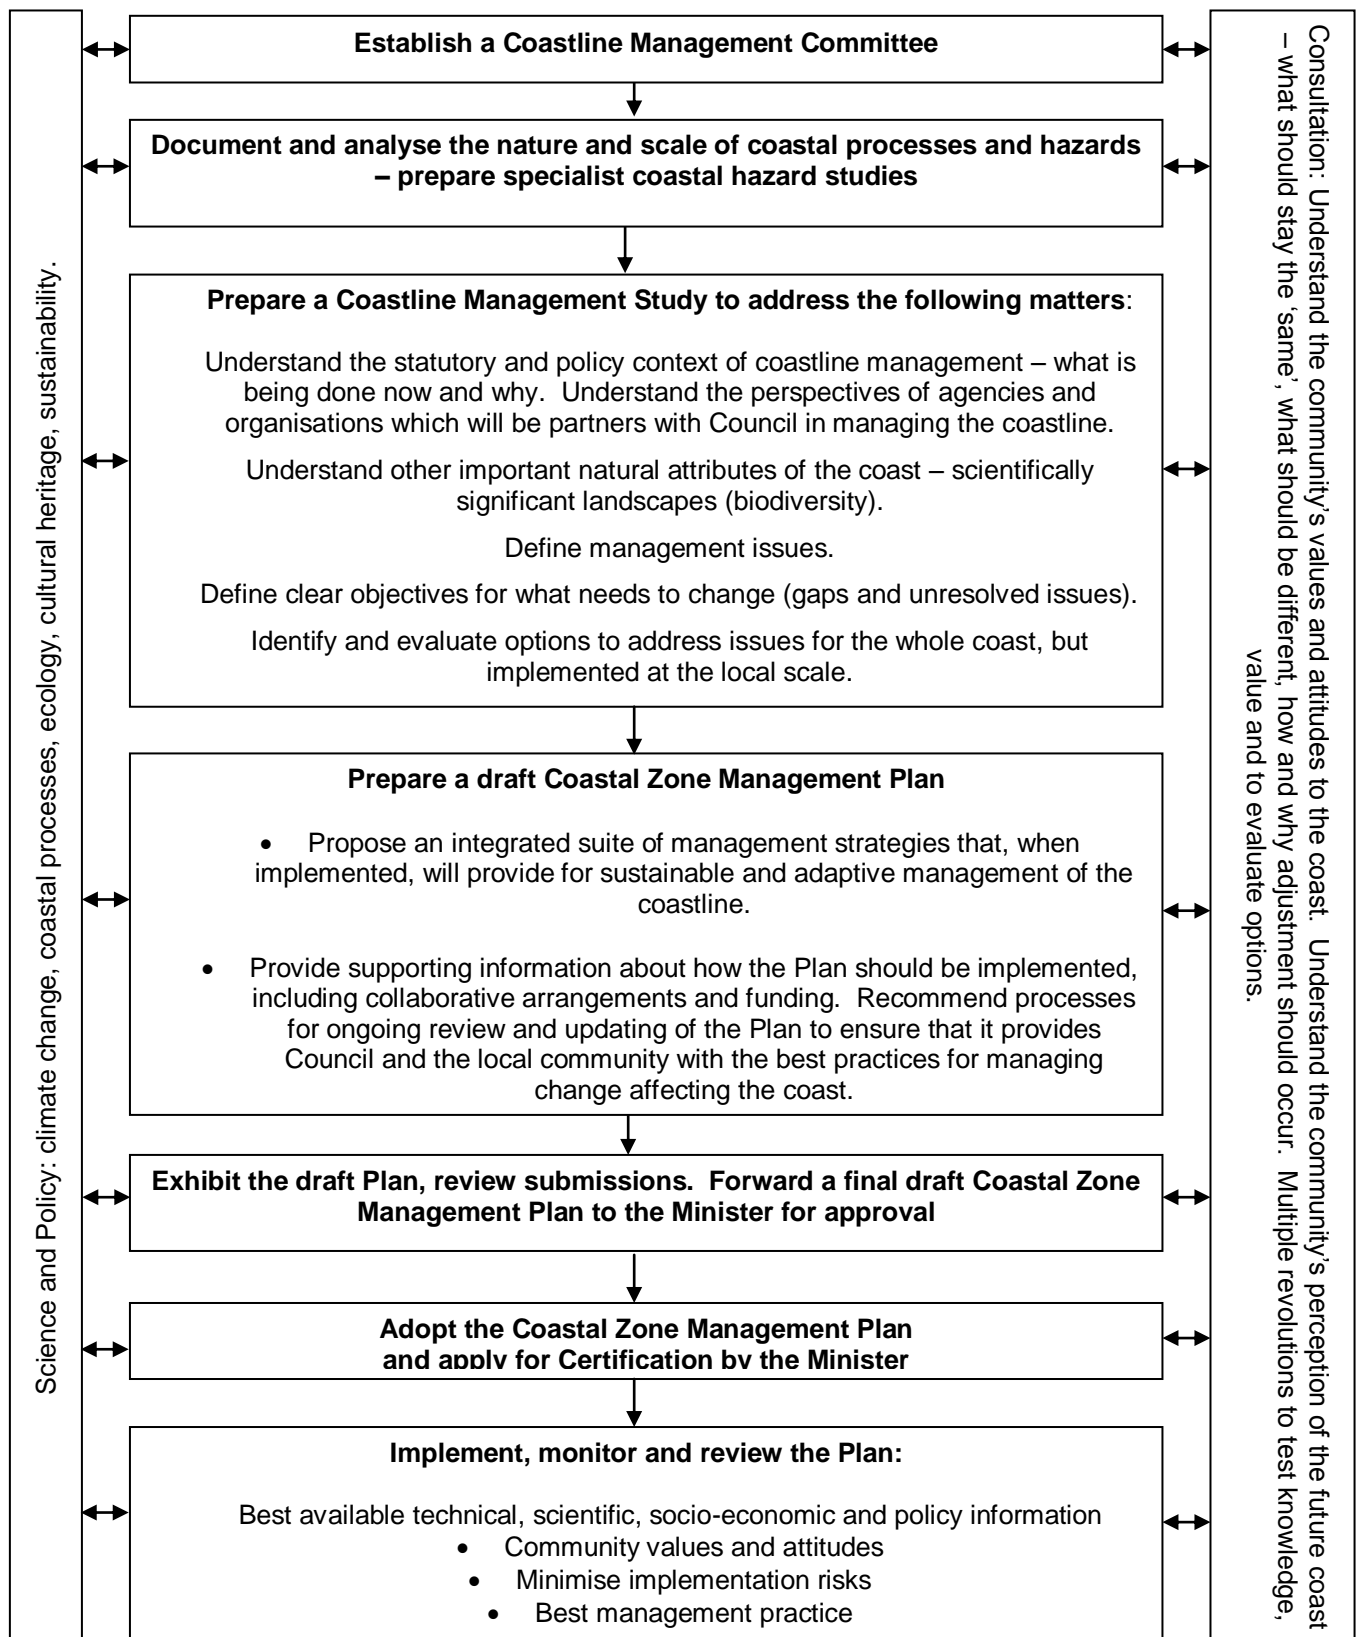 Science and Policy: climate change, coastal processes, ecology, cultural heritage, sustainability.
Establish a Coastline Management Committee
Document and analyse the nature and scale of coastal processes and hazards
– prepare specialist coastal hazard studies
Prepare a Coastline Management Study to address the following matters:
Understand the statutory and policy context of coastline management – what is
being done now and why.  Understand the perspectives of agencies and
organisations which will be partners with Council in managing the coastline.
Understand other important natural attributes of the coast – scientifically
significant landscapes (biodiversity).
Define management issues.
Define clear objectives for what needs to change (gaps and unresolved issues).
Identify and evaluate options to address issues for the whole coast, but
implemented at the local scale.
Prepare a draft Coastal Zone Management Plan
• Propose an integrated suite of management strategies that, when
implemented, will provide for sustainable and adaptive management of the
coastline.
• Provide supporting information about how the Plan should be implemented,
including collaborative arrangements and funding.  Recommend processes
for ongoing review and updating of the Plan to ensure that it provides
Council and the local community with the best practices for managing
change affecting the coast.
Exhibit the draft Plan, review submissions.  Forward a final draft Coastal Zone
Management Plan to the Minister for approval
Adopt the Coastal Zone Management Plan
and apply for Certification by the Minister
Implement, monitor and review the Plan:
Best available technical, scientific, socio-economic and policy information
• Community values and attitudes
• Minimise implementation risks
• Best management practice
Consultation: Understand the community's values and attitudes to the coast.  Understand the community's perception of the future coast
– what should stay the 'same', what should be different, how and why adjustment should occur.  Multiple revolutions to test knowledge,
value and to evaluate options.